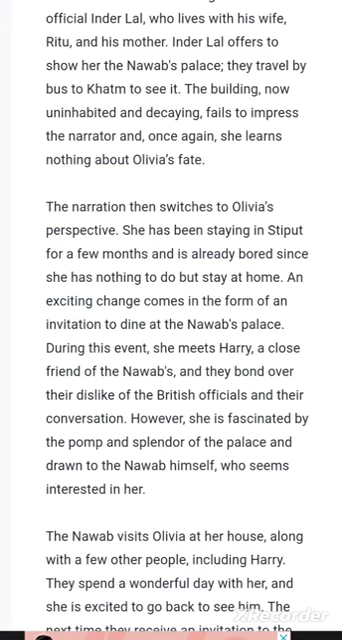 official Inder Lal, who lives with his wife,
Ritu, and his mother. Inder Lal offers to
show her the Nawab's palace; they travel by
bus to Khatm to see it. The building, now
uninhabited and decaying, fails to impress
the narrator and, once again, she learns
nothing about Olivia's fate.
The narration then switches to Olivia's
perspective. She has been staying in Stiput
for a few months and is already bored since
she has nothing to do but stay at home. An
exciting change comes in the form of an
invitation to dine at the Nawab's palace.
During this event, she meets Harry, a close
friend of the Nawab's, and they bond over
their dislike of the British officials and their
conversation. However, she is fascinated by
the pomp and splendor of the palace and
drawn to the Nawab himself, who seems
interested in her.
The Nawab visits Olivia at her house, along
with a few other people, including Harry.
They spend a wonderful day with her, and
she is excited to go back to see him. The
next time they receive an invitation to the
XRecorder